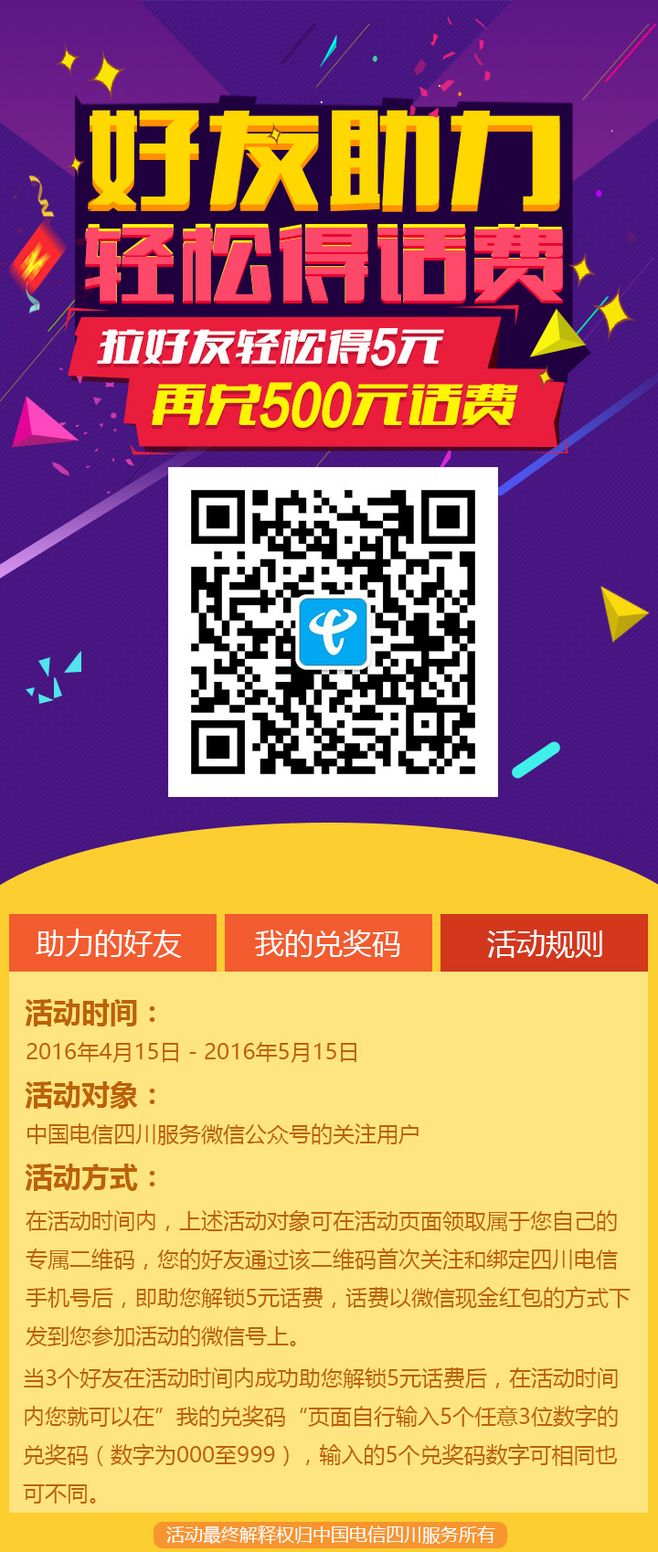 好友助力
轻松得话费
拉好友轻松得5元
再兑500元话费
助力的好友
我的兑奖码
活动规则
活动时间：
2016年4月15日 - 2016年5月15日
活动对象：
中国电信四川服务微信公众号的关注用户
活动方式：
在活动时间内，上述活动对象可在活动页面领取属于您自己的
专属二维码，您的好友通过该二维码首次关注和绑定四川电信
手机号后，即助您解锁5元话费，话费以微信现金红包的方式下
发到您参加活动的微信号上。
当3个好友在活动时间内成功助您解锁5元话费后，在活动时间
内您就可以在”我的兑奖码“页面自行输入5个任意3位数字的
兑奖码（数字为000至999），输入的5个兑奖码数字可相同也
可不同。
活动最终解释权归中国电信四川服务所有